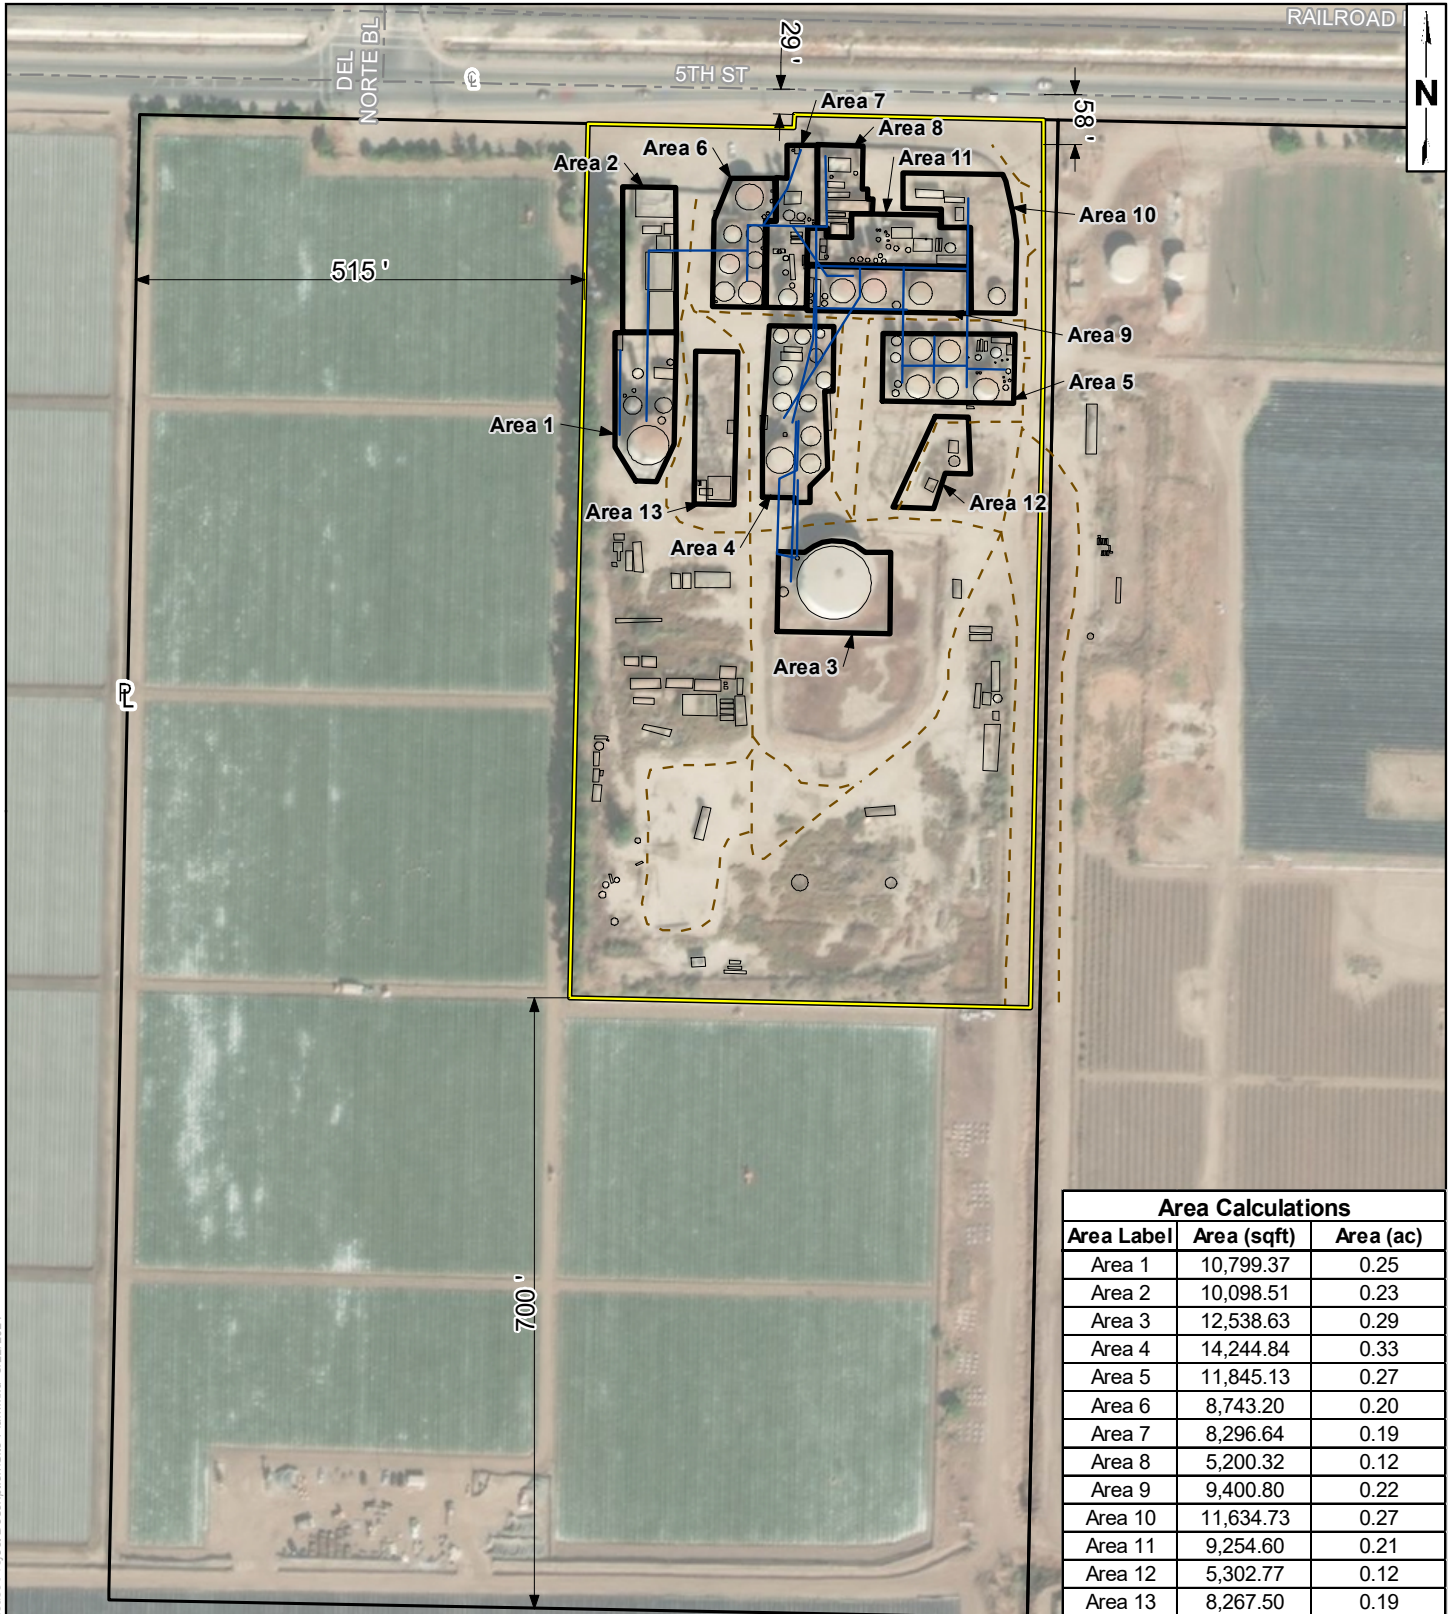 RAILROAD
N
DEL
NORTE BL
CL
5TH ST
29 '
58 '
Area 7
Area 8
Area 6
Area 11
Area 2
Area 10
515 '
Area 9
Area 5
Area 1
Area 12
Area 13
Area 4
Area 3
PL
700 '
Area Calculations
Area Label Area (sqft) Area (ac)
Area 1 10,799.37 0.25
Area 2 10,098.51 0.23
Area 3 12,538.63 0.29
Area 4 14,244.84 0.33
Area 5 11,845.13 0.27
Area 6 8,743.20 0.20
Area 7 8,296.64 0.19
Area 8 5,200.32 0.12
Area 9 9,400.80 0.22
Area 10 11,634.73 0.27
Area 11 9,254.60 0.21
Area 12 5,302.77 0.12
Area 13 8,267.50 0.19